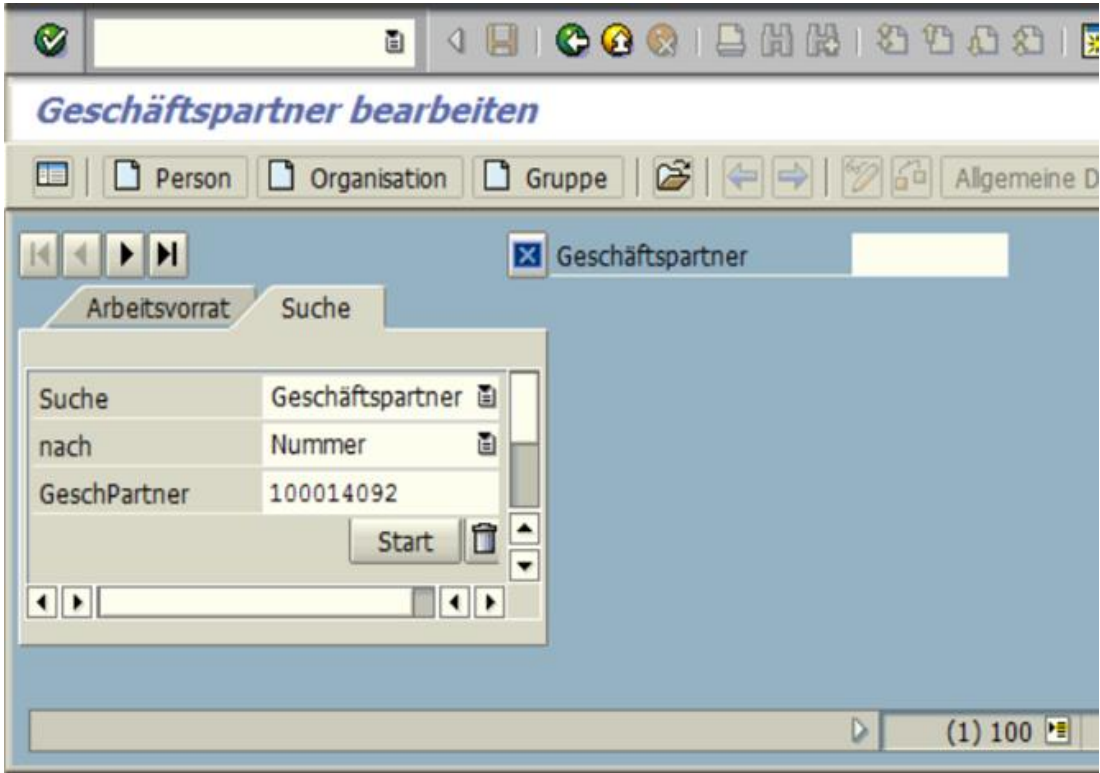 Geschäftspartner bearbeiten
Person Organisation Gruppe Allgemeine D
Geschäftspartner
Arbeitsvorrat Suche
Suche Geschäftspartner
nach Nummer
GeschPartner 100014092
Start
(1) 100